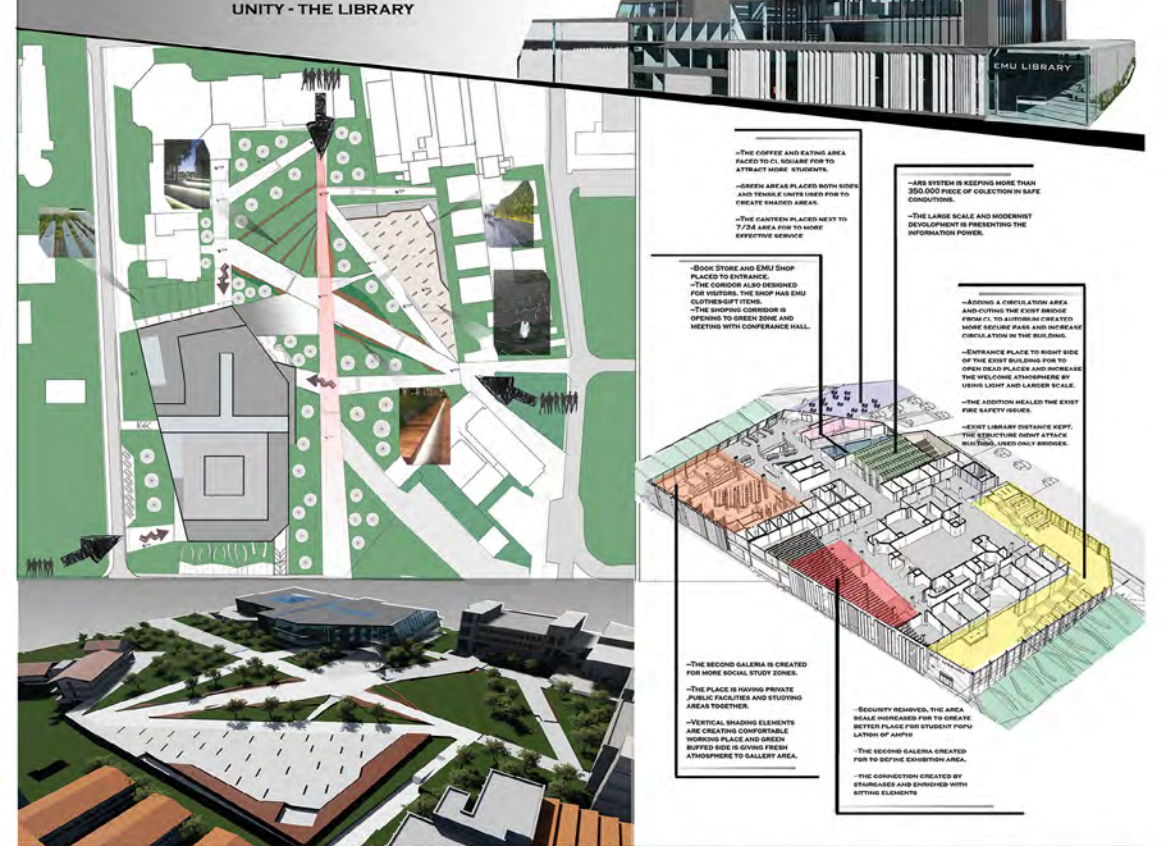 UNITY - THE LIBRARY
EMU LIBRARY
–THE COFFEE AND EATING AREA
FACED TO CL SQUARE FOR TO
ATTRACT MORE STUDENTS.
–GREEN AREAS PLACED BOTH SIDES
AND TENSILE UNITS USED FOR TO
CREATE SHADED AREAS.
–THE CANTEEN PLACED NEXT TO
7/24 AREA FOR TO MORE
EFFECTIVE SERVICE
–ARS SYSTEM IS KEEPING MORE THAN
350.000 PIECE OF COLECTION IN SAFE
CONDUTIONS.
–THE LARGE SCALE AND MODERNIST
DEVOLOPMENT IS PRESENTING THE
INFORMATION POWER.
-BOOK STORE AND EMU SHOP
PLACED TO ENTRANCE.
–THE CORIDOR ALSO DESIGNED
FOR VISITORS. THE SHOP HAS EMU
CLOTHES-GIFT ITEMS.
–THE SHOPING CORRIDOR IS
OPENING TO GREEN ZONE AND
MEETING WITH CONFERANCE HALL.
–ADDING A CIRCULATION AREA
AND CUTING THE EXIST BRIDGE
FROM CL TO AUTORIUM CREATED
MORE SECURE PASS AND INCREASE
CIRCULATION IN THE BUILDING.
–ENTRANCE PLACE TO RIGHT SIDE
OF THE EXIST BUILDING FOR TO
OPEN DEAD PLACES AND INCREASE
THE WELCOME ATMOSPHERE BY
USING LIGHT AND LARGER SCALE.
–THE ADDITION HEALED THE EXIST
FIRE SAFETY ISSUES.
–EXIST LIBRARY DISTANCE KEPT.
THE STRUCTURE DIDNT ATTACK
BUILDING, USED ONLY BRIDGES.
–THE SECOND GALERIA IS CREATED
FOR MORE SOCIAL STUDY ZONES.
–THE PLACE IS HAVING PRIVATE
,PUBLIC FACILITIES AND STUDYING
AREAS TOGETHER.
–VERTICAL SHADING ELEMENTS
ARE CREATING COMFORTABLE
WORKING PLACE AND GREEN
BUFFED SIDE IS GIVING FRESH
ATMOSPHERE TO GALLERY AREA.
–SECURITY REMOVED, THE AREA
SCALE INCREASED FOR TO CREATE
BETTER PLACE FOR STUDENT POPU
LATION OF AMPHI
–THE SECOND GALERIA CREATED
FOR TO DEFINE EXHIBITION AREA.
–THE CONNECTION CREATED BY
STAIRCASES AND ENRICHED WITH
SITTING ELEMENTS